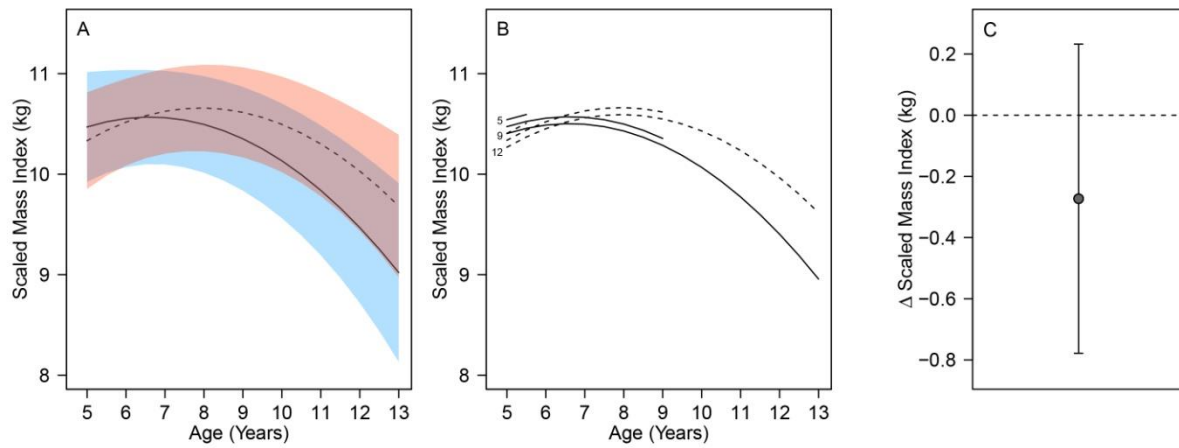 A
Scaled Mass Index (kg)
11
10
9
8
5 6 7 8 9 10 11 12 13
Age (Years)
B
Scaled Mass Index (kg)
11
10
9
8
5
9
12
5 6 7 8 9 10 11 12 13
Age (Years)
C
Δ Scaled Mass Index (kg)
0.2
0.0
−0.2
−0.4
−0.6
−0.8